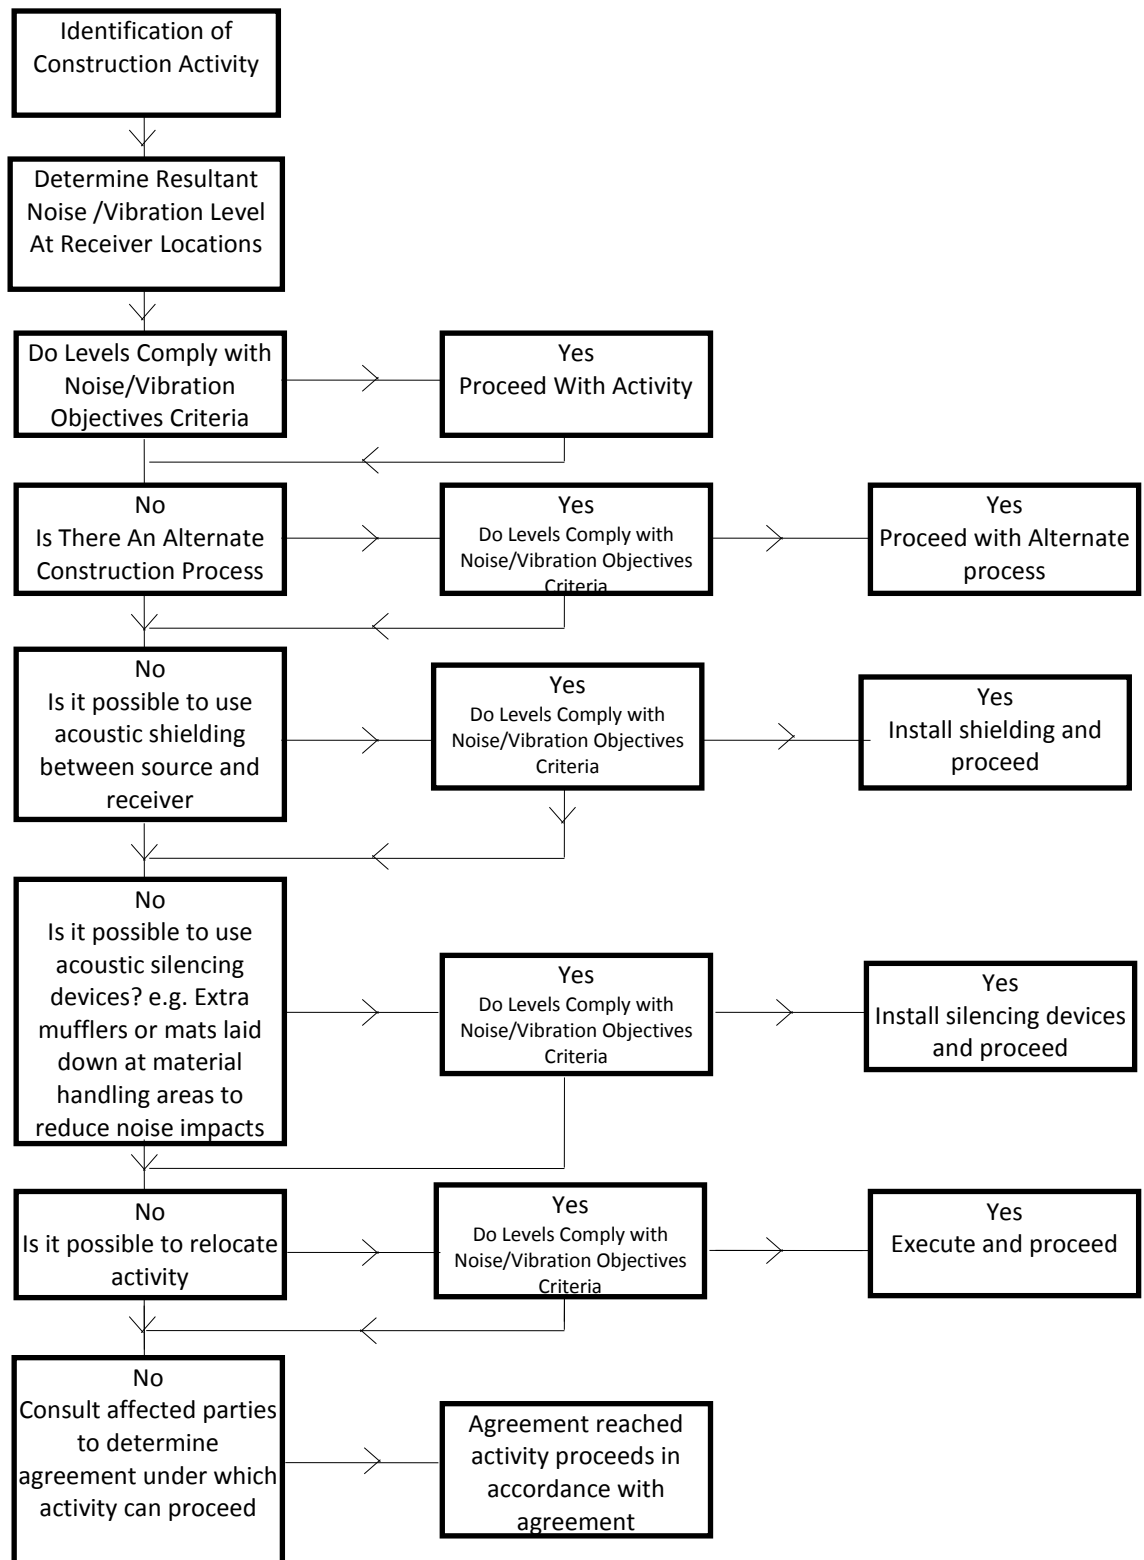 Identification of
Construction Activity
Determine Resultant
Noise /Vibration Level
At Receiver Locations
Do Levels Comply with
Noise/Vibration
Objectives Criteria
Yes
Proceed With Activity
No
Is There An Alternate
Construction Process
Yes
Do Levels Comply with
Noise/Vibration Objectives
Criteria
Yes
Proceed with Alternate
process
No
Is it possible to use
acoustic shielding
between source and
receiver
Yes
Do Levels Comply with
Noise/Vibration Objectives
Criteria
Yes
Install shielding and
proceed
No
Is it possible to use
acoustic silencing
devices? e.g. Extra
mufflers or mats laid
down at material
handling areas to
reduce noise impacts
Yes
Do Levels Comply with
Noise/Vibration Objectives
Criteria
Yes
Install silencing devices
and proceed
No
Is it possible to relocate
activity
Yes
Do Levels Comply with
Noise/Vibration Objectives
Criteria
Yes
Execute and proceed
No
Consult affected parties
to determine
agreement under which
activity can proceed
Agreement reached
activity proceeds in
accordance with
agreement